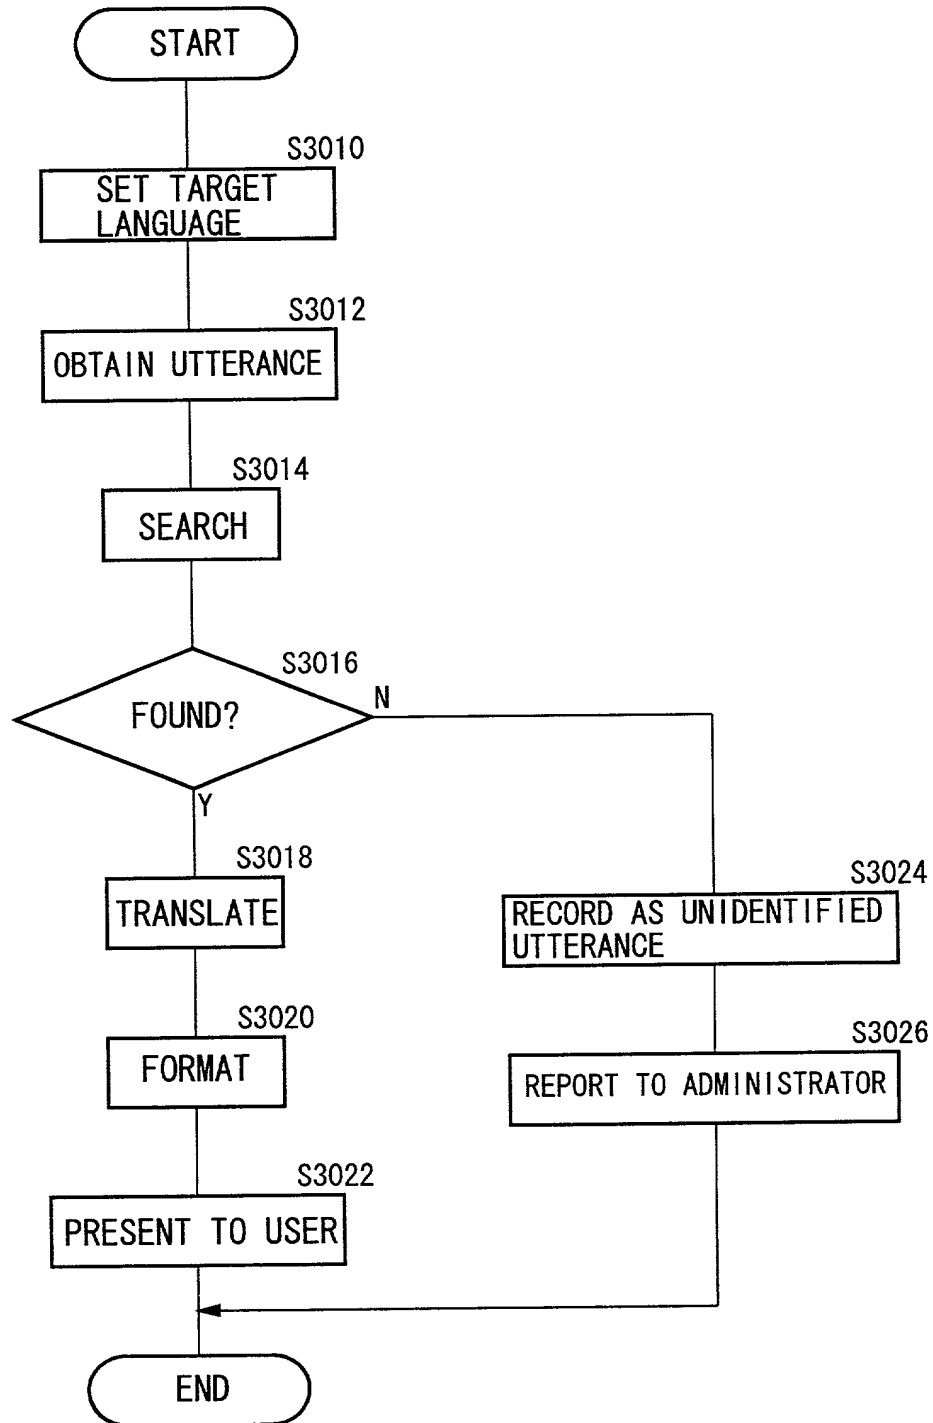 START
S3010
SET TARGET
LANGUAGE
S3012
OBTAIN UTTERANCE
S3014
SEARCH
S3016
FOUND?
N
Y
S3018
TRANSLATE
S3020
FORMAT
S3022
PRESENT TO USER
S3024
RECORD AS UNIDENTIFIED
UTTERANCE
S3026
REPORT TO ADMINISTRATOR
END